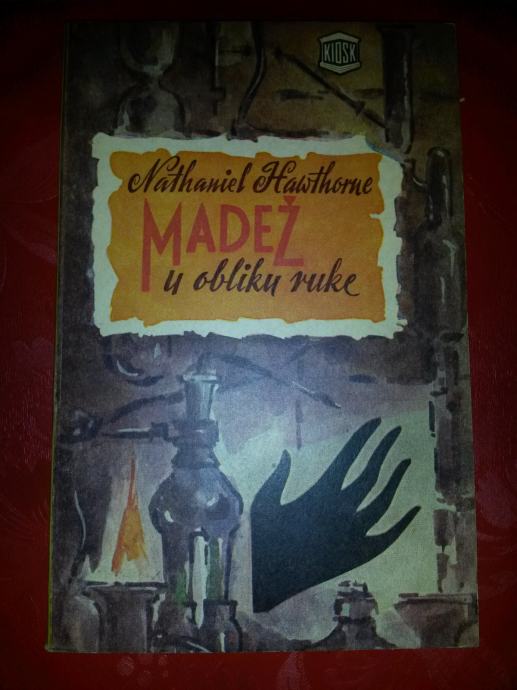 KIOSK
Nathaniel Hawthorne
MADEŽ
u obliku ruke